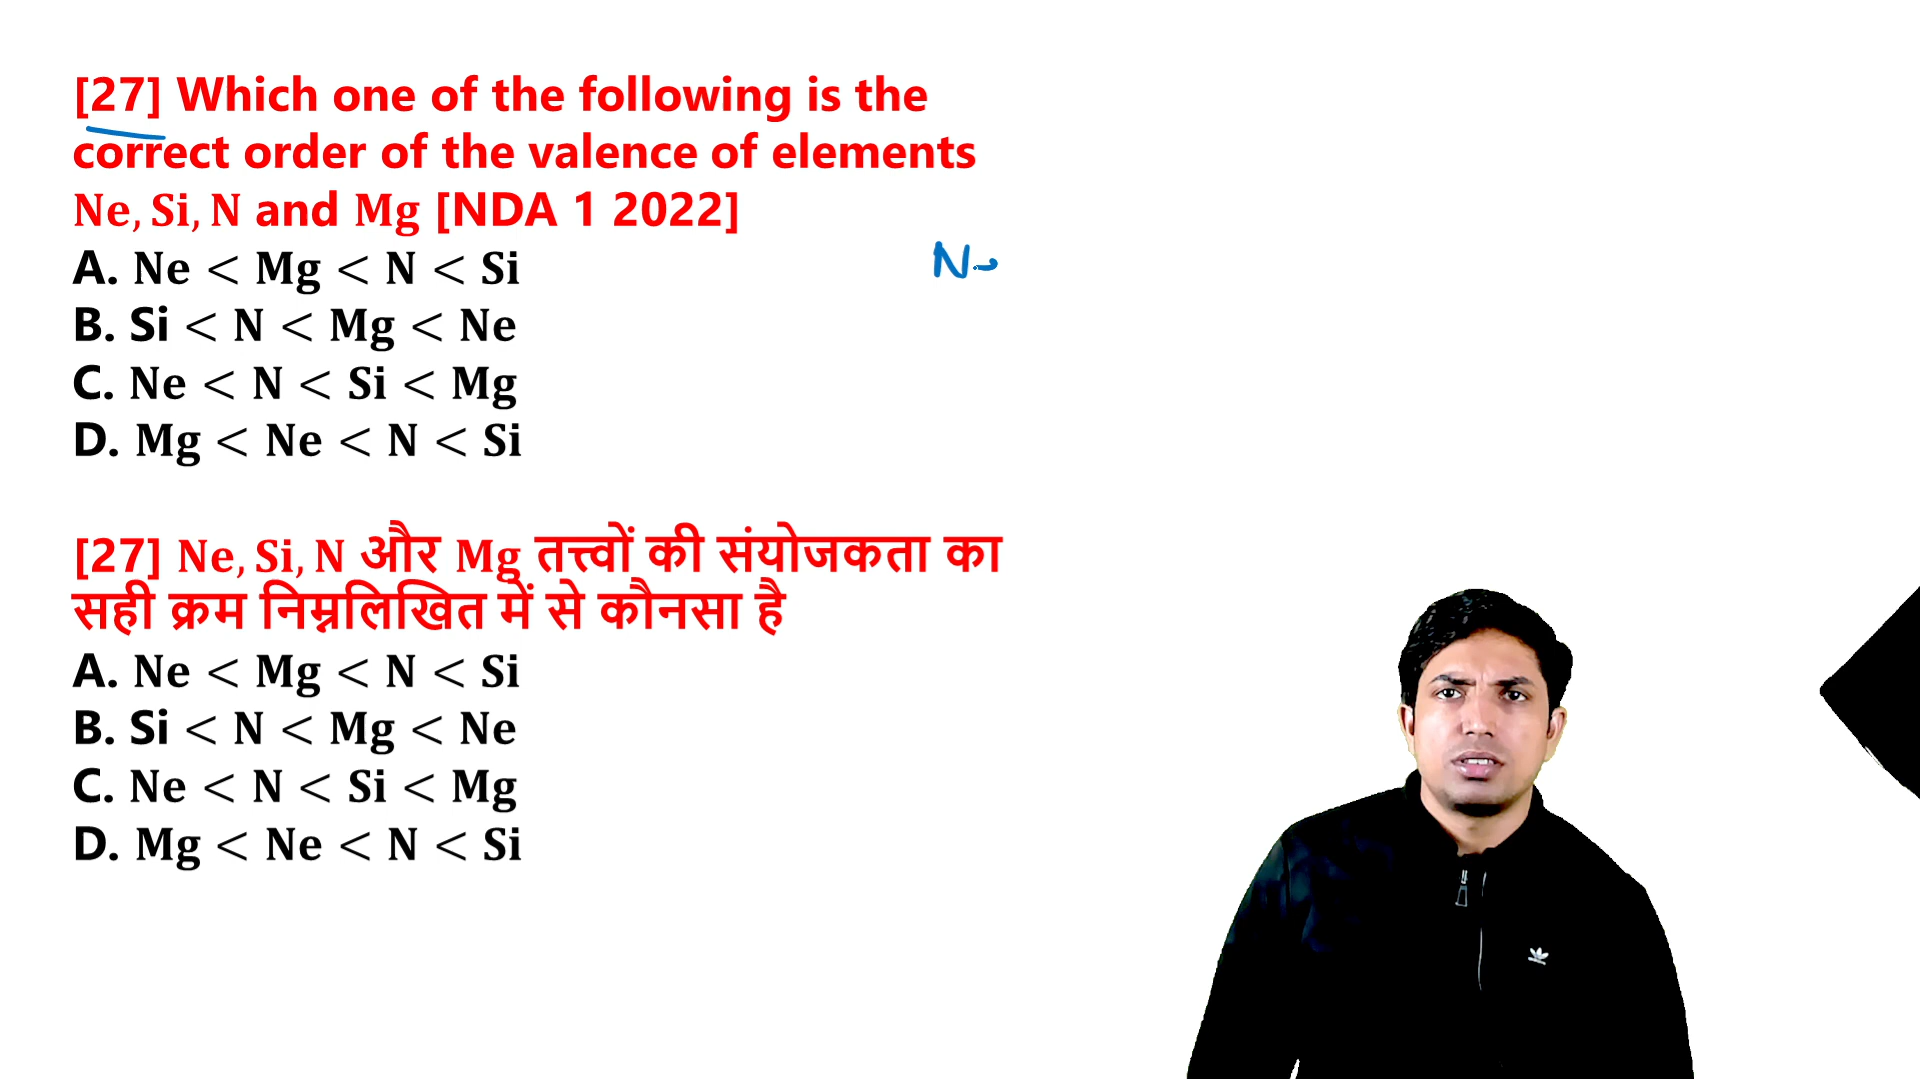 [27] Which one of the following is the
correct order of the valence of elements
Ne, Si, N and Mg [NDA 1 2022]
A. Ne < Mg < N < Si
B. Si < N < Mg < Ne
C. Ne < N < Si < Mg
D. Mg < Ne < N < Si
N
[27] Ne, Si, N और Mg तत्त्वों की संयोजकता का
सही क्रम निम्नलिखित में से कौनसा है
A. Ne < Mg < N < Si
B. Si < N < Mg < Ne
C. Ne < N < Si < Mg
D. Mg < Ne < N < Si